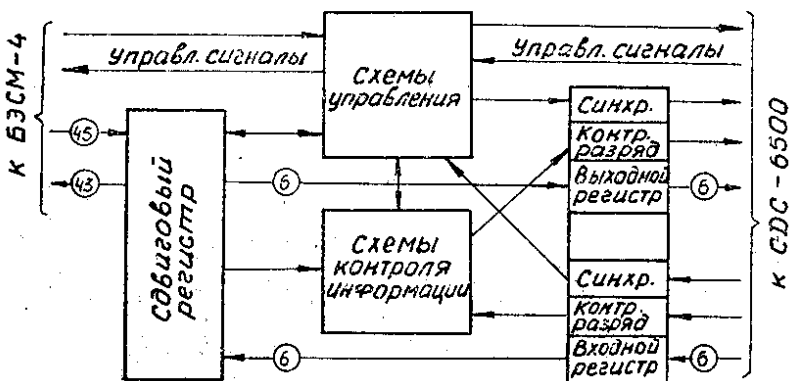 к БЭСМ-4
Управл. сигналы
Схемы
управления
Управл. сигналы
к CDC-6500
45
43
Сдвиговый
регистр
6
Схемы
контроля
информации
6
Синхр.
Контр.
разряд
Выходной
регистр
6
Синхр.
Контр.
разряд
Входной
регистр
6